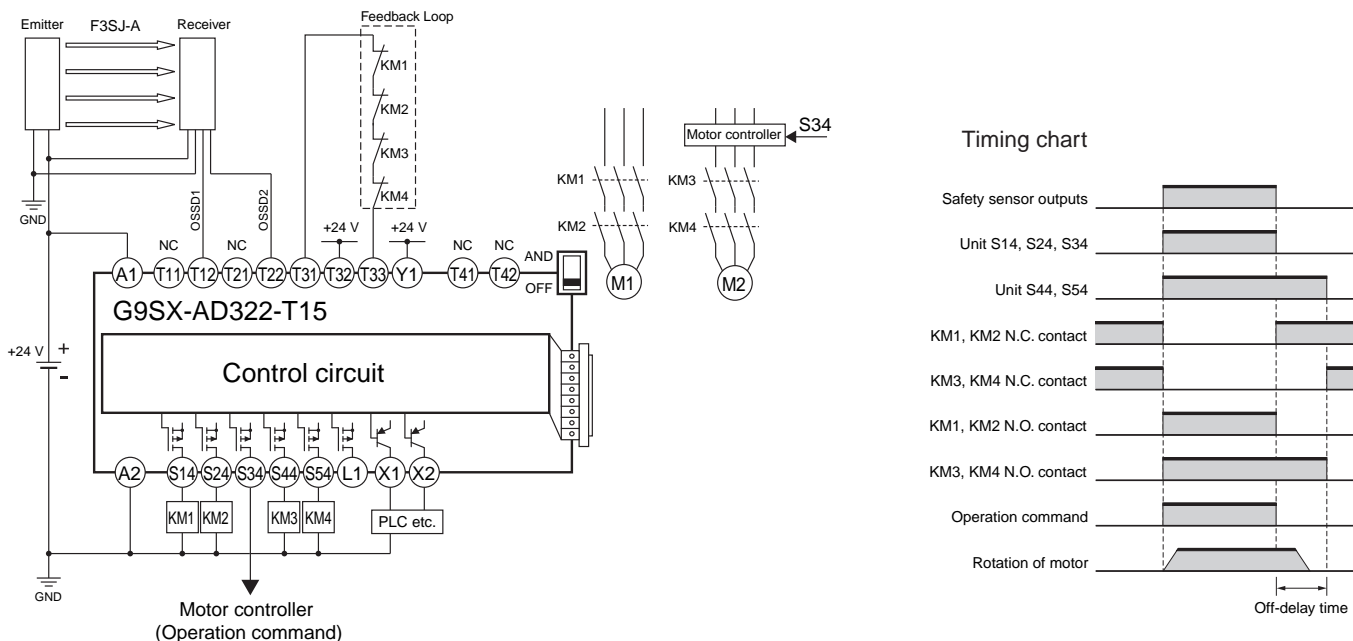 Feedback Loop
Emitter
F3SJ-A
Receiver
KM1
KM2
KM3
KM4
OSSD1
OSSD2
GND
+24 V
+24 V
NC
NC
NC
NC
A1
T11
T12
T21
T22
T31
T32
T33
Y1
T41
T42
AND
OFF
G9SX-AD322-T15
Control circuit
+24 V
+
-
A2
S14
S24
S34
S44
S54
L1
X1
X2
KM1
KM2
KM3
KM4
PLC etc.
GND
Motor controller
(Operation command)
Motor controller
S34
KM1
KM2
M1
KM3
KM4
M2
Timing chart
Safety sensor outputs
Unit S14, S24, S34
Unit S44, S54
KM1, KM2 N.C. contact
KM3, KM4 N.C. contact
KM1, KM2 N.O. contact
KM3, KM4 N.O. contact
Operation command
Rotation of motor
Off-delay time